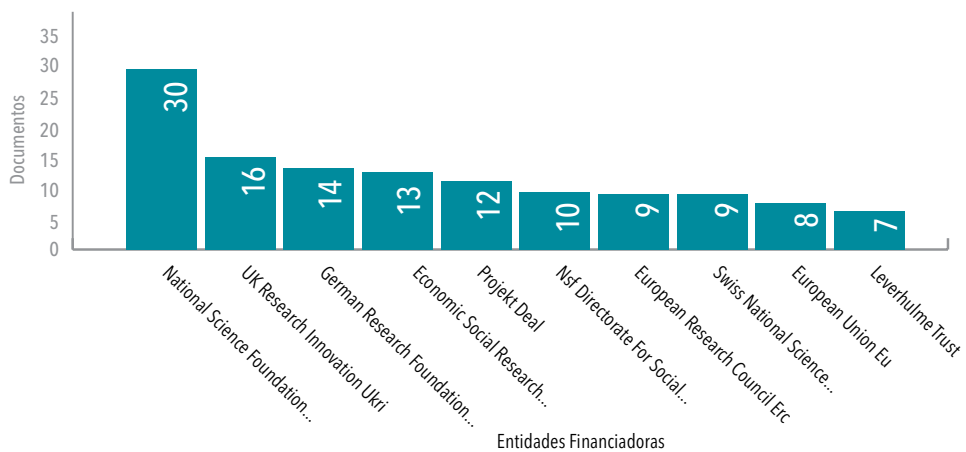 Documentos
35
30
25
20
15
10
5
0
30
16
14
13
12
10
9
9
8
7
National Science Foundation...
UK Research Innovation Ukri
German Research Foundation...
Economic Social Research...
Projekt Deal
Nsf Directorate For Social...
European Research Council Erc
Swiss National Science...
European Union Eu
Leverhulme Trust
Entidades Financiadoras